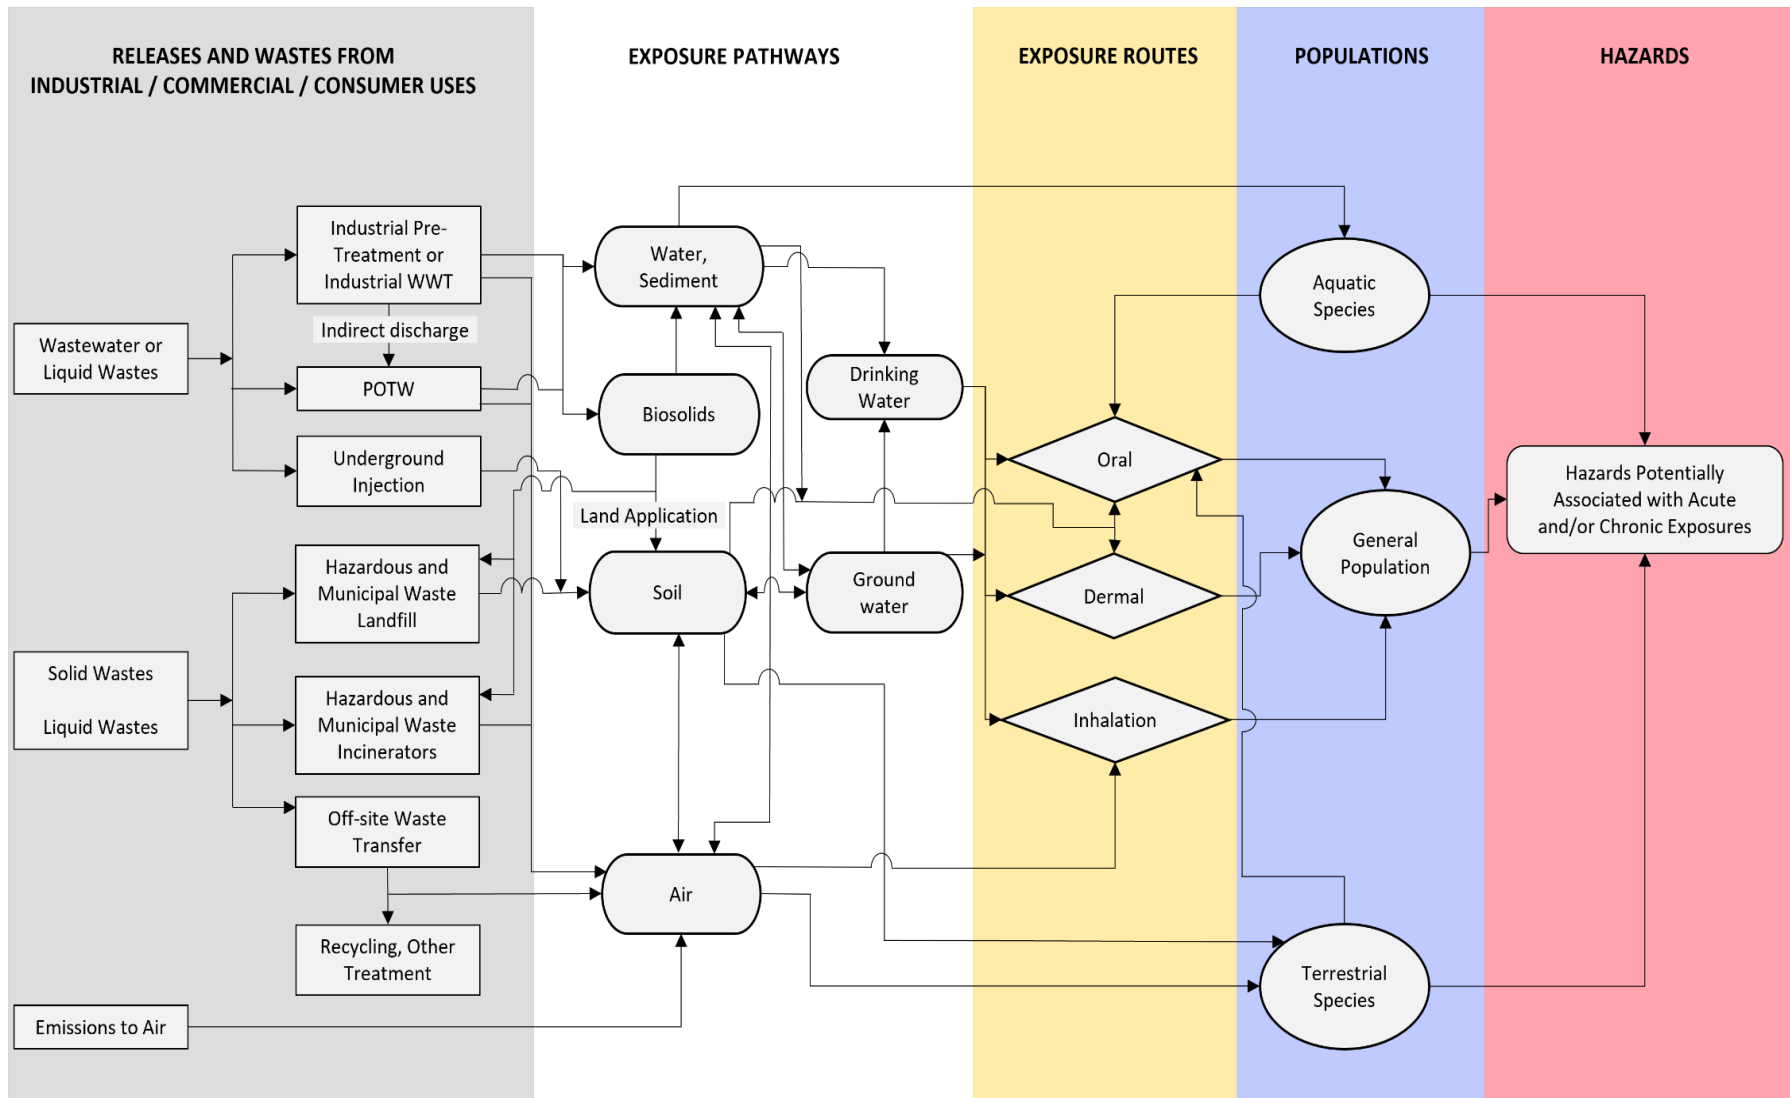 RELEASES AND WASTES FROM
INDUSTRIAL / COMMERCIAL / CONSUMER USES
EXPOSURE PATHWAYS
EXPOSURE ROUTES
POPULATIONS
HAZARDS
Wastewater or
Liquid Wastes
Solid Wastes
Liquid Wastes
Emissions to Air
Industrial Pre-
Treatment or
Industrial WWT
Indirect discharge
POTW
Underground
Injection
Hazardous and
Municipal Waste
Landfill
Hazardous and
Municipal Waste
Incinerators
Off-site Waste
Transfer
Recycling, Other
Treatment
Water,
Sediment
Biosolids
Land Application
Soil
Air
Drinking
Water
Ground
water
Oral
Dermal
Inhalation
Aquatic
Species
General
Population
Terrestrial
Species
Hazards Potentially
Associated with Acute
and/or Chronic Exposures